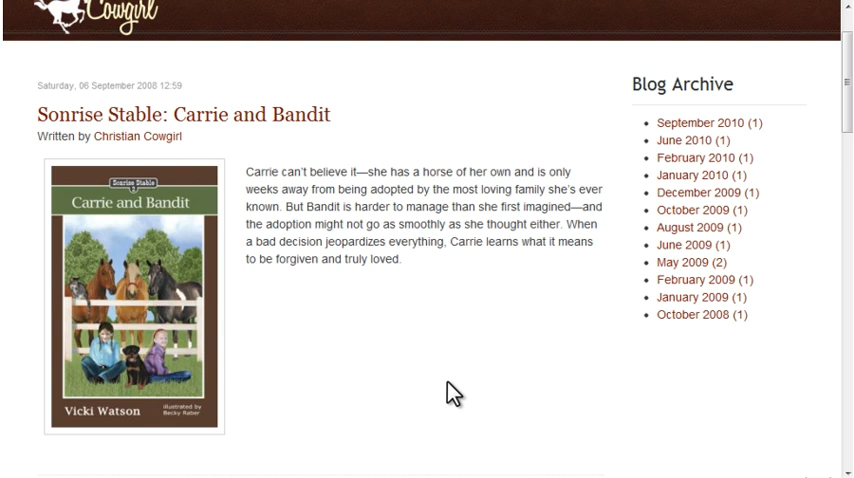 Cowgirl
Saturday, 06 September 2008 12:59
Sonrise Stable: Carrie and Bandit
Written by Christian Cowgirl
Sonrise Stable
Carrie and Bandit
Vicki Watson
illustrated by
Becky Raber
Carrie can't believe it—she has a horse of her own and is only
weeks away from being adopted by the most loving family she's ever
known. But Bandit is harder to manage than she first imagined—and
the adoption might not go as smoothly as she thought either. When
a bad decision jeopardizes everything, Carrie learns what it means
to be forgiven and truly loved.
Blog Archive
September 2010 (1)
June 2010 (1)
February 2010 (1)
January 2010 (1)
December 2009 (1)
October 2009 (1)
August 2009 (1)
June 2009 (1)
May 2009 (2)
February 2009 (1)
January 2009 (1)
October 2008 (1)